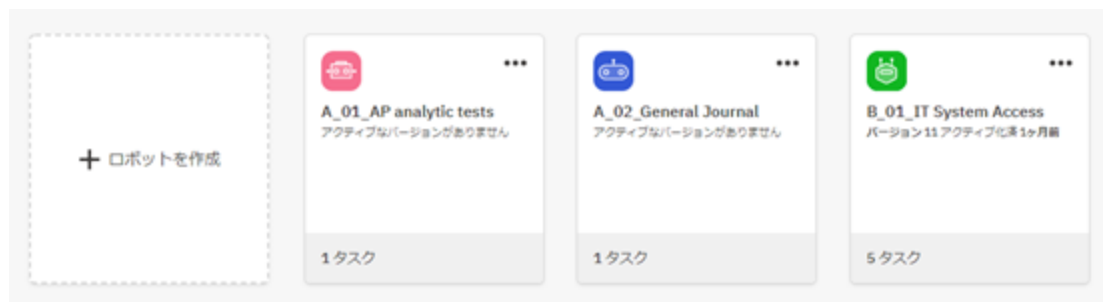 + ロボットを作成
A_01_AP analytic tests
アクティブなバージョンがありません
1 タスク
A_02_General Journal
アクティブなバージョンがありません
1 タスク
B_01_IT System Access
バージョン 11 アクティブ化済 1ヶ月前
5 タスク